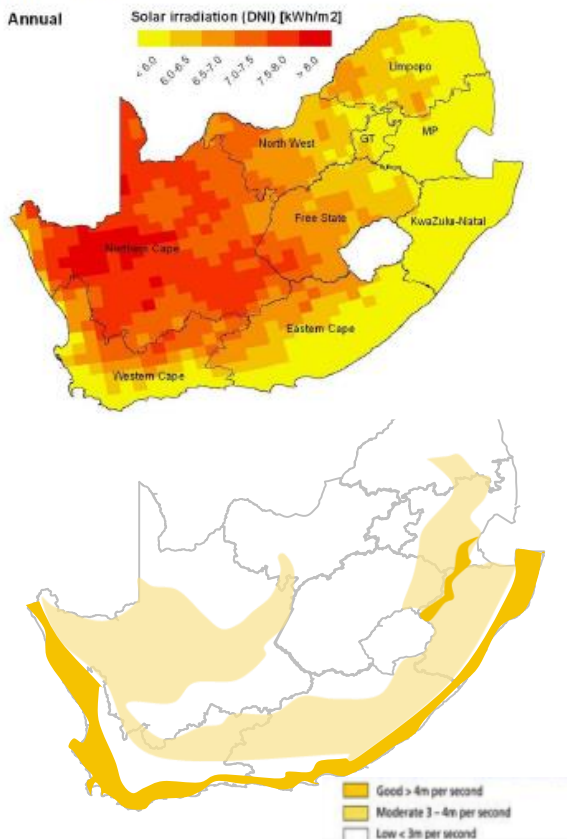 Annual
Solar irradiation (DNI) [kWh/m2]
< 6.0
6.0-6.5
6.5-7.0
7.0-7.5
7.5-8.0
> 8.0
Limpopo
North West
GT
MP
Free State
KwaZulu-Natal
Northern Cape
Eastern Cape
Western Cape
Good > 4m per second
Moderate 3 - 4m per second
Low < 3m per second